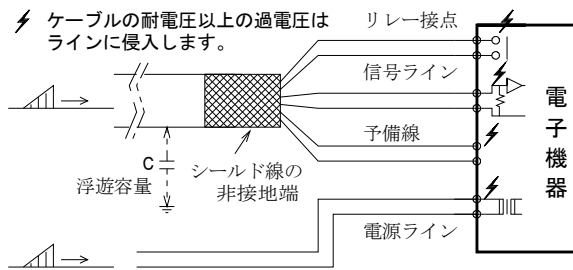 ケーブルの耐電圧以上の過電圧は
ラインに侵入します。
リレー接点
信号ライン
予備線
電源ライン
シールド線の
非接地端
C
浮遊容量
電子機器